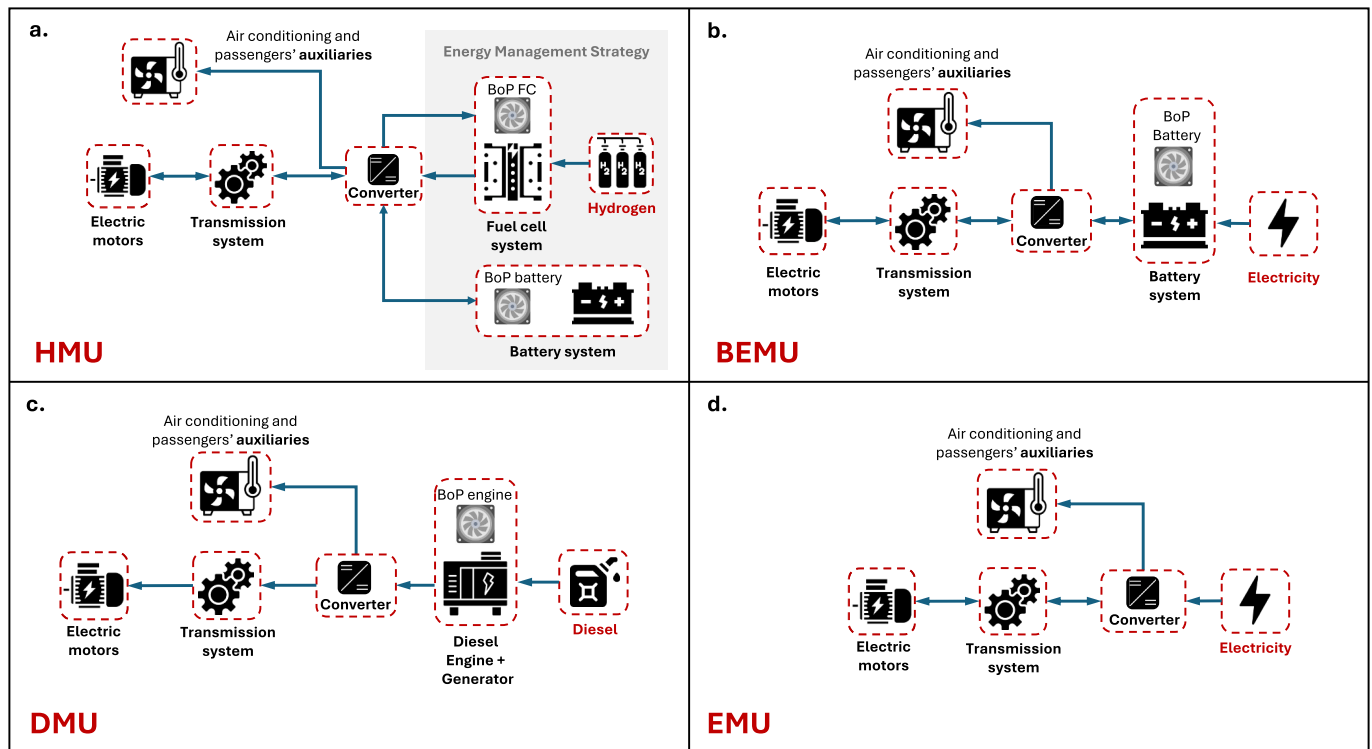 a.
Air conditioning and
passengers' auxiliaries
Energy Management Strategy
BoP FC
H2 H2 H2
Converter
Hydrogen
Electric
motors
Transmission
system
Fuel cell
system
BoP battery
Battery system
HMU
b.
Air conditioning and
passengers' auxiliaries
BoP
Battery
Converter
Electric
motors
Transmission
system
Battery
system
Electricity
BEMU
c.
Air conditioning and
passengers' auxiliaries
BoP engine
Converter
Electric
motors
Transmission
system
Diesel
Engine +
Generator
Diesel
DMU
d.
Air conditioning and
passengers' auxiliaries
Converter
Electric
motors
Transmission
system
Electricity
EMU